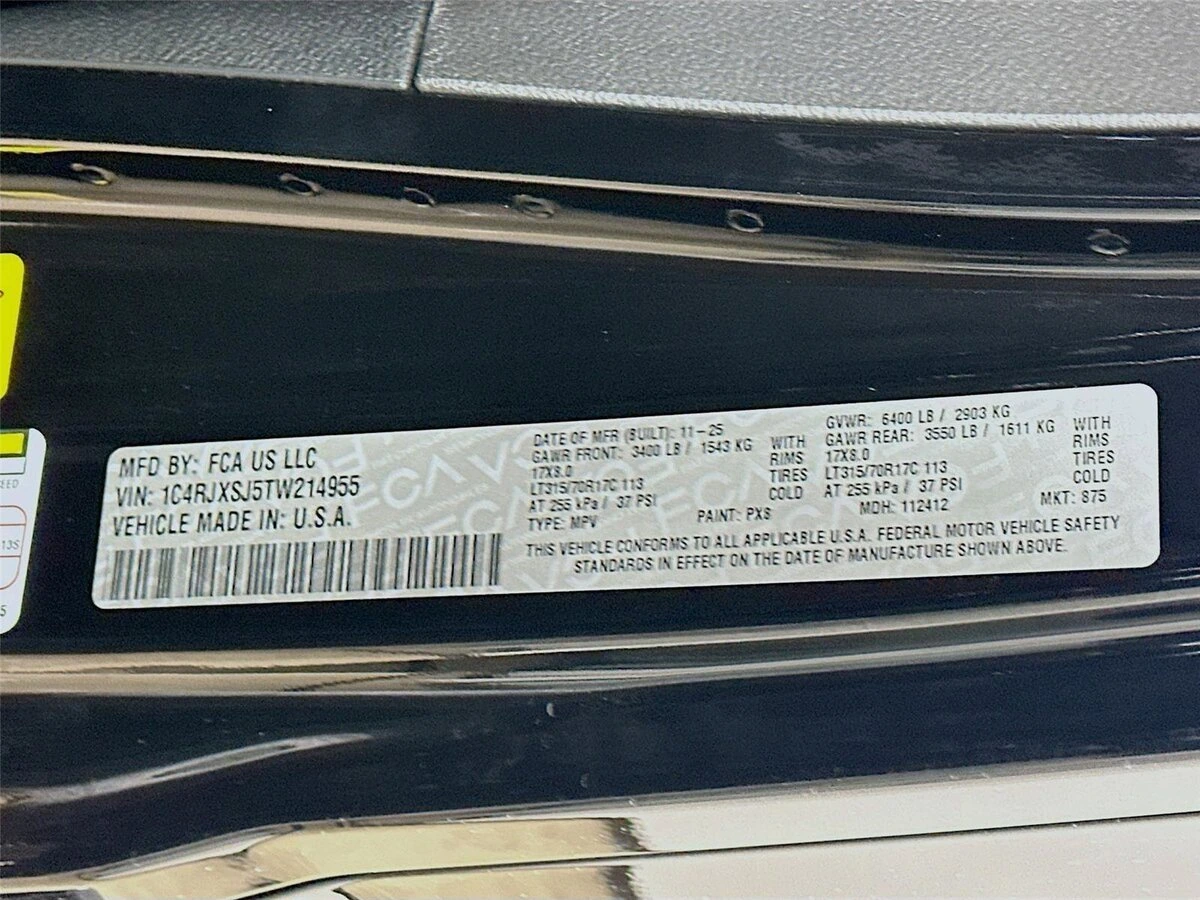 MFD BY: FCA US LLC
VIN: 1C4RJXSJ5TW214955
VEHICLE MADE IN: U.S.A.
DATE OF MFR (BUILT): 11-25
GAWR FRONT: 3400 LB / 1543 KG WITH
17X8.0 RIMS
LT315/70R17C 113 TIRES
AT 255 kPa / 37 PSI COLD
TYPE: MPV PAINT: PX8
GVWR: 6400 LB / 2903 KG
GAWR REAR: 3550 LB / 1611 KG WITH
17X8.0 RIMS
LT315/70R17C 113 TIRES
AT 255 kPa / 37 PSI COLD
MDH: 112412 MKT: 875
THIS VEHICLE CONFORMS TO ALL APPLICABLE U.S.A. FEDERAL MOTOR VEHICLE SAFETY
STANDARDS IN EFFECT ON THE DATE OF MANUFACTURE SHOWN ABOVE.